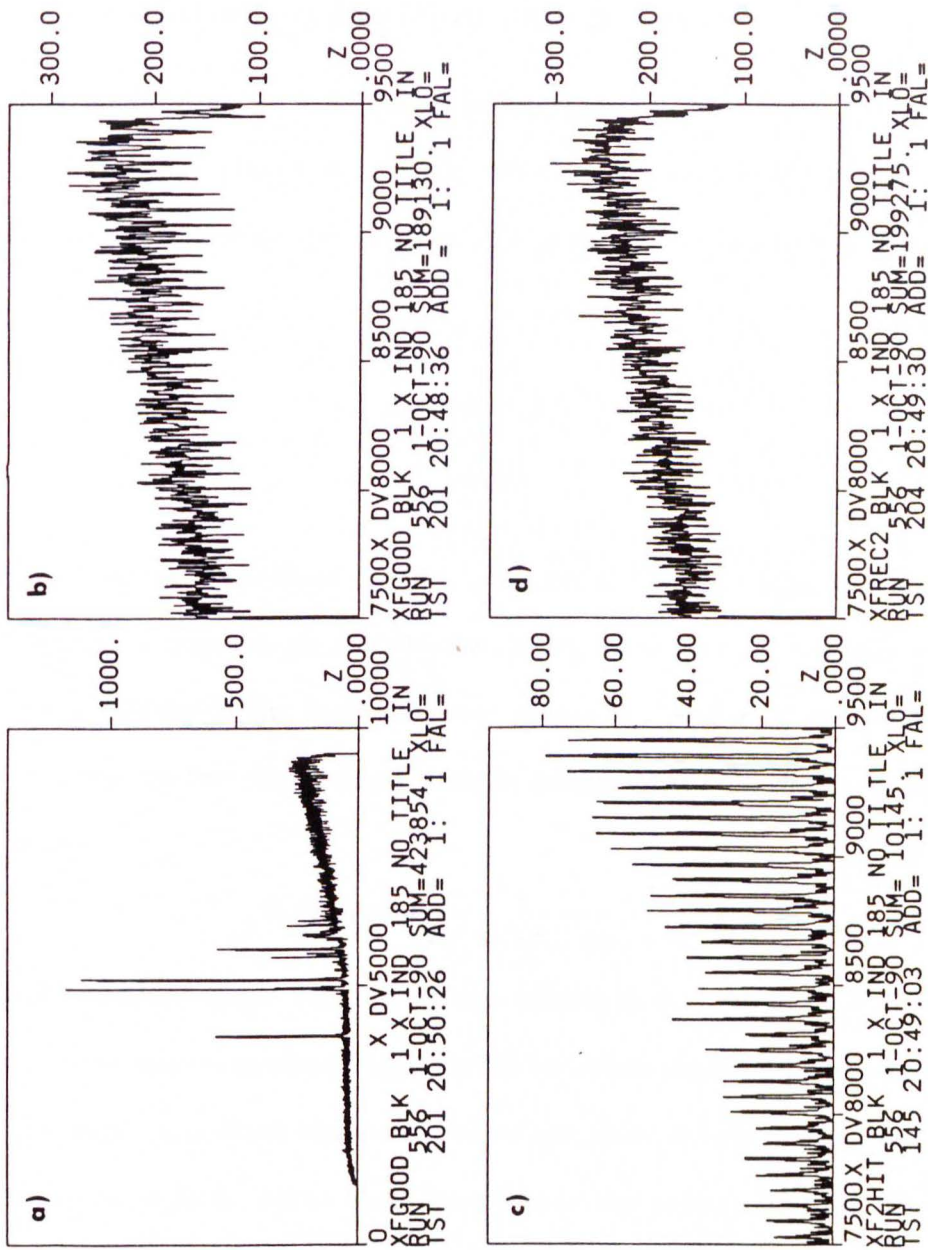 a)
1000.
500.0
Z
.0000
0 X DV5000 10000
XFGOOD BLK 1 X IND 185 NO TITLE IN
RUN 556 1-OCT-90 SUM=423854. XLO=
TST 201 20:50:26 ADD= 1: 1 FAL=
b)
300.0
200.0
100.0
Z
.0000
7500X DV8000 8500 9000 9500
XFGOOD BLK 1 X IND 185 NO TITLE IN
RUN 556 1-OCT-90 SUM=189130. XLO=
TST 201 20:48:36 ADD = 1: 1 FAL=
c)
80.00
60.00
40.00
20.00
Z
.0000
7500X DV8000 8500 9000 9500
XF2HIT BLK 1 X IND 185 NO TITLE IN
RUN 556 1-OCT-90 SUM= 10145. XLO=
TST 145 20:49:03 ADD= 1: 1 FAL=
d)
300.0
200.0
100.0
Z
.0000
7500X DV8000 8500 9000 9500
XFREC2 BLK 1 X IND 185 NO TITLE IN
RUN 556 1-OCT-90 SUM=199275. XLO=
TST 204 20:49:30 ADD= 1: 1 FAL=